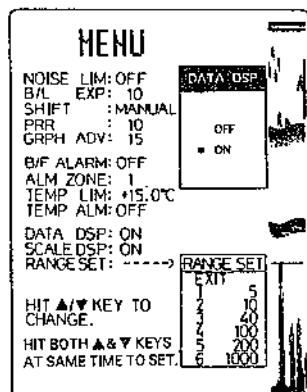 MENU
NOISE LIM: OFF
B/L EXP: 10
SHIFT : MANUAL
PRR : 10
GRPH ADV: 15
B/F ALARM: OFF
ALM ZONE: 1
TEMP LIM: +15.0°C
TEMP ALM: OFF
DATA DSP: ON
SCALE DSP: ON
RANGE SET: ---->
HIT ▲/▼ KEY TO
CHANGE.
HIT BOTH ▲ & ▼ KEYS
AT SAME TIME TO SET.
DATA DSP
OFF
ON
RANGE SET
EXIT
1 5
2 10
3 40
4 100
5 200
6 1000